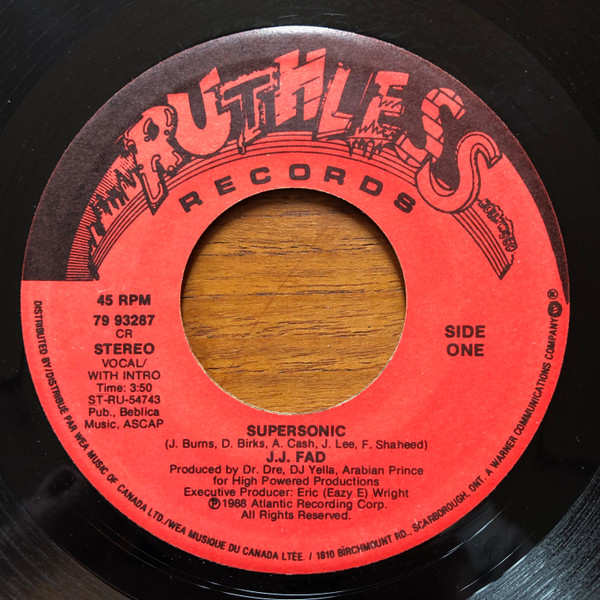 RUTHLESS
RECORDS
45 RPM
79 93287
CR
STEREO
VOCAL/
WITH INTRO
Time: 3:50
ST-RU-54743
Pub., Beblica
Music, ASCAP
SIDE
ONE
SUPERSONIC
(J. Burns, D. Birks, A. Cash, J. Lee, F. Shaheed)
J.J. FAD
Produced by Dr. Dre, DJ Yella, Arabian Prince
for High Powered Productions
Executive Producer: Eric (Eazy E) Wright
℗1988 Atlantic Recording Corp.
All Rights Reserved.
DISTRIBUTED BY/DISTRIBUÉ PAR WEA MUSIC OF CANADA LTD./WEA MUSIQUE DU CANADA LTÉE. / 1810 BIRCHMOUNT RD., SCARBOROUGH, ONT. A WARNER COMMUNICATIONS COMPANY ®